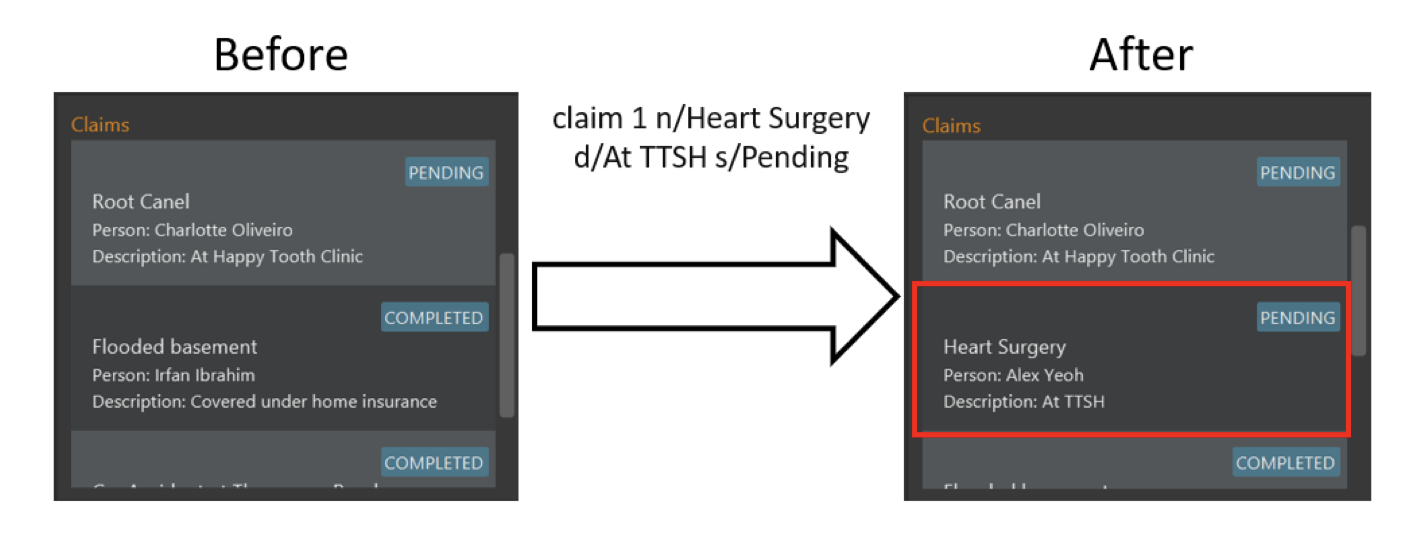 Before
After
claim 1 n/Heart Surgery
d/At TTSH s/Pending
Claims
PENDING
Root Canel
Person: Charlotte Oliveiro
Description: At Happy Tooth Clinic
COMPLETED
Flooded basement
Person: Irfan Ibrahim
Description: Covered under home insurance
COMPLETED
Claims
PENDING
Root Canel
Person: Charlotte Oliveiro
Description: At Happy Tooth Clinic
PENDING
Heart Surgery
Person: Alex Yeoh
Description: At TTSH
COMPLETED